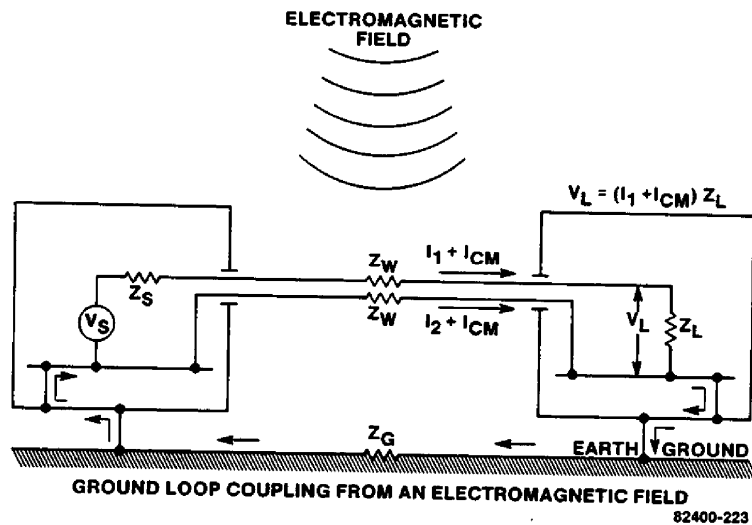 ELECTROMAGNETIC
FIELD
V_L = (I_1 + I_CM) Z_L
Z_W
I_1 + I_CM
Z_S
V_S
Z_W
I_2 + I_CM
V_L
Z_L
Z_G
EARTH GROUND
GROUND LOOP COUPLING FROM AN ELECTROMAGNETIC FIELD
82400-223